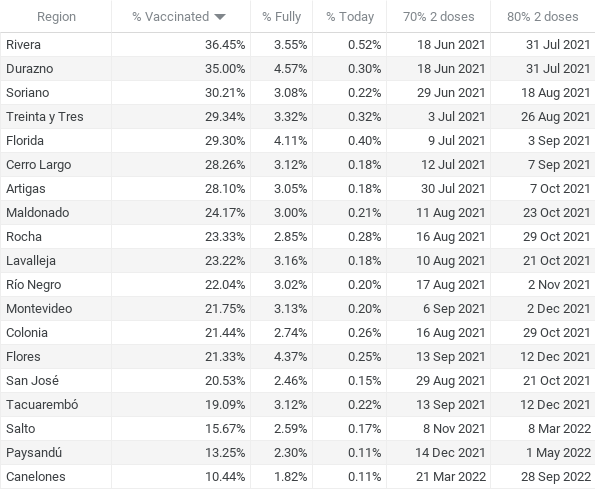 Region % Vaccinated % Fully % Today 70% 2 doses 80% 2 doses
Rivera 36.45% 3.55% 0.52% 18 Jun 2021 31 Jul 2021
Durazno 35.00% 4.57% 0.30% 18 Jun 2021 31 Jul 2021
Soriano 30.21% 3.08% 0.22% 29 Jun 2021 18 Aug 2021
Treinta y Tres 29.34% 3.32% 0.32% 3 Jul 2021 26 Aug 2021
Florida 29.30% 4.11% 0.40% 9 Jul 2021 3 Sep 2021
Cerro Largo 28.26% 3.12% 0.18% 12 Jul 2021 7 Sep 2021
Artigas 28.10% 3.05% 0.18% 30 Jul 2021 7 Oct 2021
Maldonado 24.17% 3.00% 0.21% 11 Aug 2021 23 Oct 2021
Rocha 23.33% 2.85% 0.28% 16 Aug 2021 29 Oct 2021
Lavalleja 23.22% 3.16% 0.18% 10 Aug 2021 21 Oct 2021
Río Negro 22.04% 3.02% 0.20% 17 Aug 2021 2 Nov 2021
Montevideo 21.75% 3.13% 0.20% 6 Sep 2021 2 Dec 2021
Colonia 21.44% 2.74% 0.26% 16 Aug 2021 29 Oct 2021
Flores 21.33% 4.37% 0.25% 13 Sep 2021 12 Dec 2021
San José 20.53% 2.46% 0.15% 29 Aug 2021 21 Oct 2021
Tacuarembó 19.09% 3.12% 0.22% 13 Sep 2021 12 Dec 2021
Salto 15.67% 2.59% 0.17% 8 Nov 2021 8 Mar 2022
Paysandú 13.25% 2.30% 0.11% 14 Dec 2021 1 May 2022
Canelones 10.44% 1.82% 0.11% 21 Mar 2022 28 Sep 2022